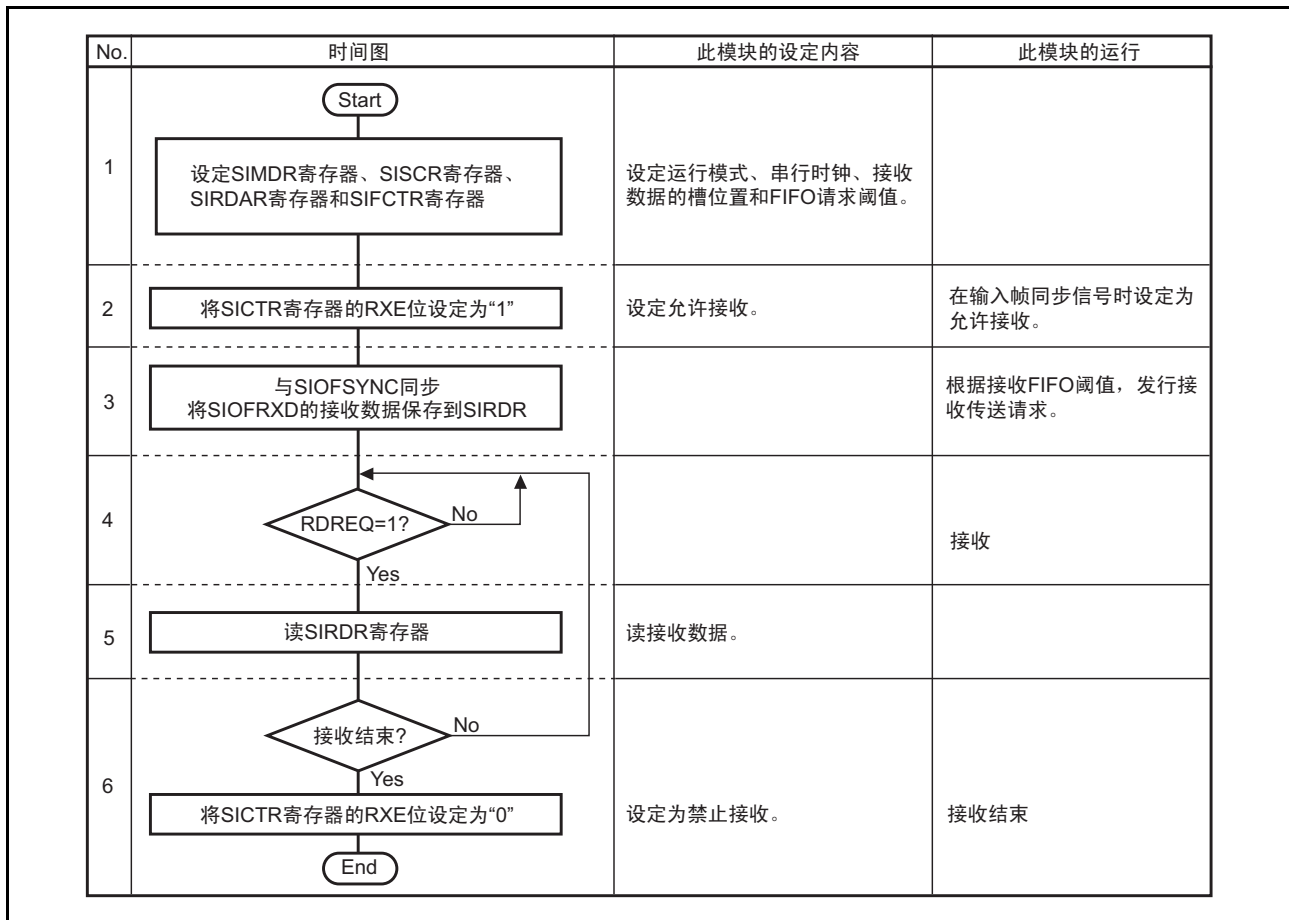 No.
时间图
此模块的设定内容
此模块的运行
Start
1
设定SIMDR寄存器、SISCR寄存器、
SIRDAR寄存器和SIFCTR寄存器
设定运行模式、串行时钟、接收
数据的槽位置和FIFO请求阈值。
2
将SICTR寄存器的RXE位设定为“1”
设定允许接收。
在输入帧同步信号时设定为
允许接收。
3
与SIOFSYNC同步
将SIOFRXD的接收数据保存到SIRDR
根据接收FIFO阈值，发行接
收传送请求。
4
RDREQ=1?
No
Yes
接收
5
读SIRDR寄存器
读接收数据。
6
接收结束?
No
Yes
将SICTR寄存器的RXE位设定为“0”
设定为禁止接收。
接收结束
End